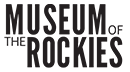 MUSEUM OF
THE ROCKIES